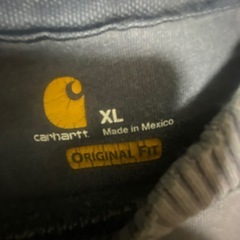 XL
carhartt Made in Mexico
ORIGINAL FIT